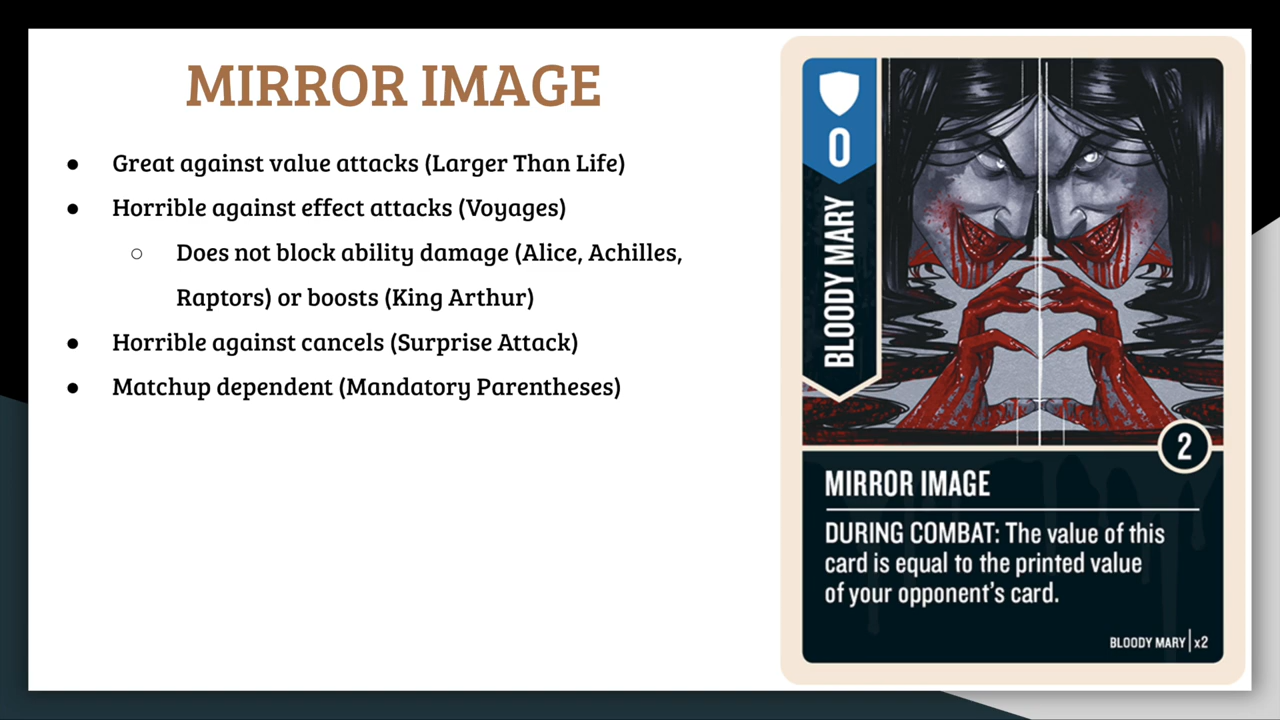 MIRROR IMAGE
● Great against value attacks (Larger Than Life)
● Horrible against effect attacks (Voyages)
○ Does not block ability damage (Alice, Achilles,
Raptors) or boosts (King Arthur)
● Horrible against cancels (Surprise Attack)
● Matchup dependent (Mandatory Parentheses)
0
BLOODY MARY
2
MIRROR IMAGE
DURING COMBAT: The value of this
card is equal to the printed value
of your opponent's card.
BLOODY MARY | x2